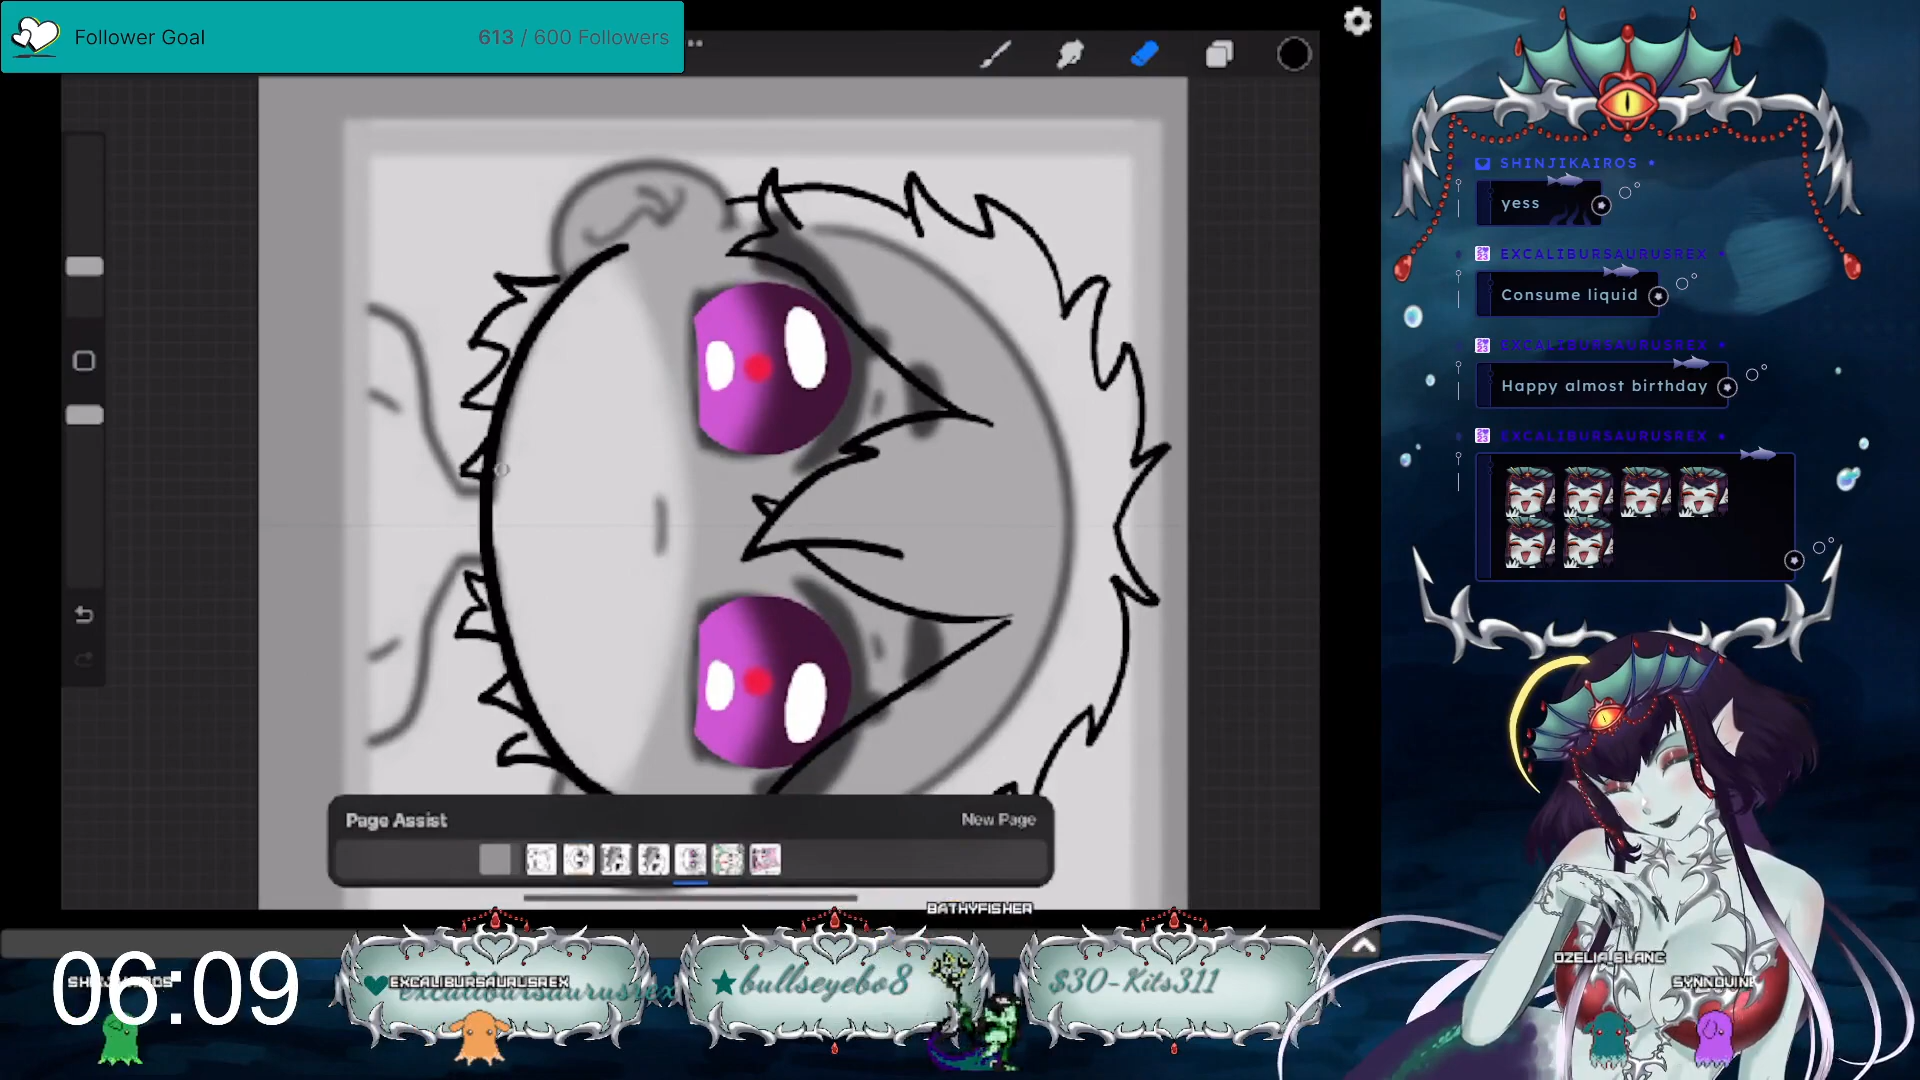 Follower Goal
613 / 600 Followers
SHINJIKAIROS
yess
EXCALIBURSAURUSREX
Consume liquid
EXCALIBURSAURUSREX
Happy almost birthday
EXCALIBURSAURUSREX
Page Assist
New Page
BATHYFISHER
06:09
EXCALIBURSAURUSREX
excalibursaurusrex
bullseyebo8
$30-Kits311
OZELIA BLANC